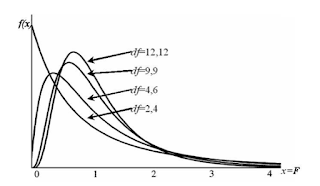 f(x)
df=12,12
df=9,9
df=4,6
df=2,4
0
1
2
3
4
x=F